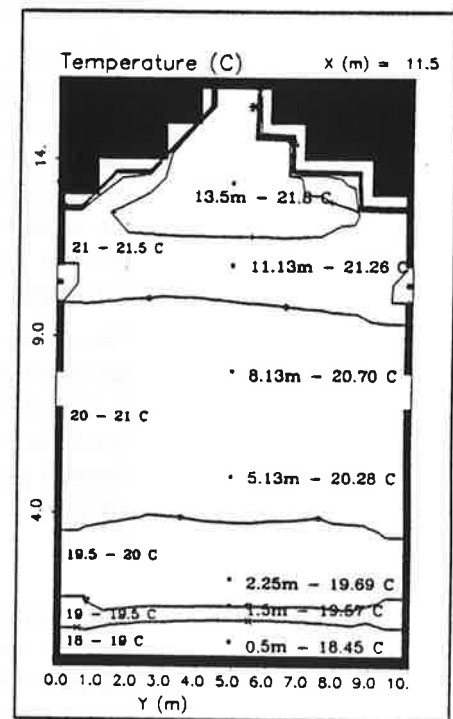 Temperature (C) X (m) = 11.5
14.
13.5m - 21.8 C
21 - 21.5 C
11.13m - 21.26 C
9.0
8.13m - 20.70 C
20 - 21 C
5.13m - 20.28 C
4.0
19.5 - 20 C
2.25m - 19.69 C
19 - 19.5 C
1.5m - 19.57 C
18 - 19 C
0.5m - 18.45 C
0.0 1.0 2.0 3.0 4.0 5.0 6.0 7.0 8.0 9.0 10.
Y (m)